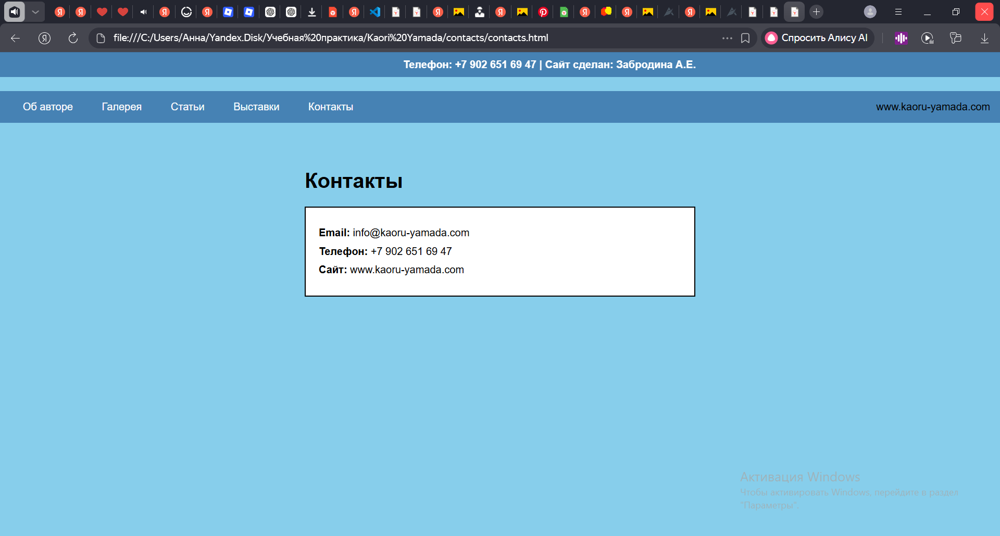 file:///C:/Users/Анна/Yandex.Disk/Учебная%20практика/Kaori%20Yamada/contacts/contacts.html
Спросить Алису AI
Телефон: +7 902 651 69 47 | Сайт сделан: Забродина А.Е.
Об авторе Галерея Статьи Выставки Контакты www.kaoru-yamada.com
Контакты
Email: info@kaoru-yamada.com
Телефон: +7 902 651 69 47
Сайт: www.kaoru-yamada.com
Активация Windows
Чтобы активировать Windows, перейдите в раздел
"Параметры".